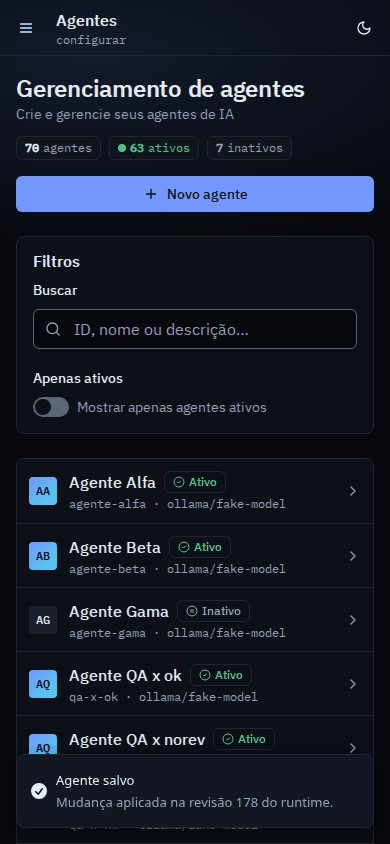 Agentes
configurar
Gerenciamento de agentes
Crie e gerencie seus agentes de IA
70 agentes
63 ativos
7 inativos
Novo agente
Filtros
Buscar
ID, nome ou descrição...
Apenas ativos
Mostrar apenas agentes ativos
AA
Agente Alfa
Ativo
agente-alfa · ollama/fake-model
AB
Agente Beta
Ativo
agente-beta · ollama/fake-model
AG
Agente Gama
Inativo
agente-gama · ollama/fake-model
AQ
Agente QA x ok
Ativo
qa-x-ok · ollama/fake-model
AQ
Agente QA x norev
Ativo
Agente salvo
Mudança aplicada na revisão 178 do runtime.